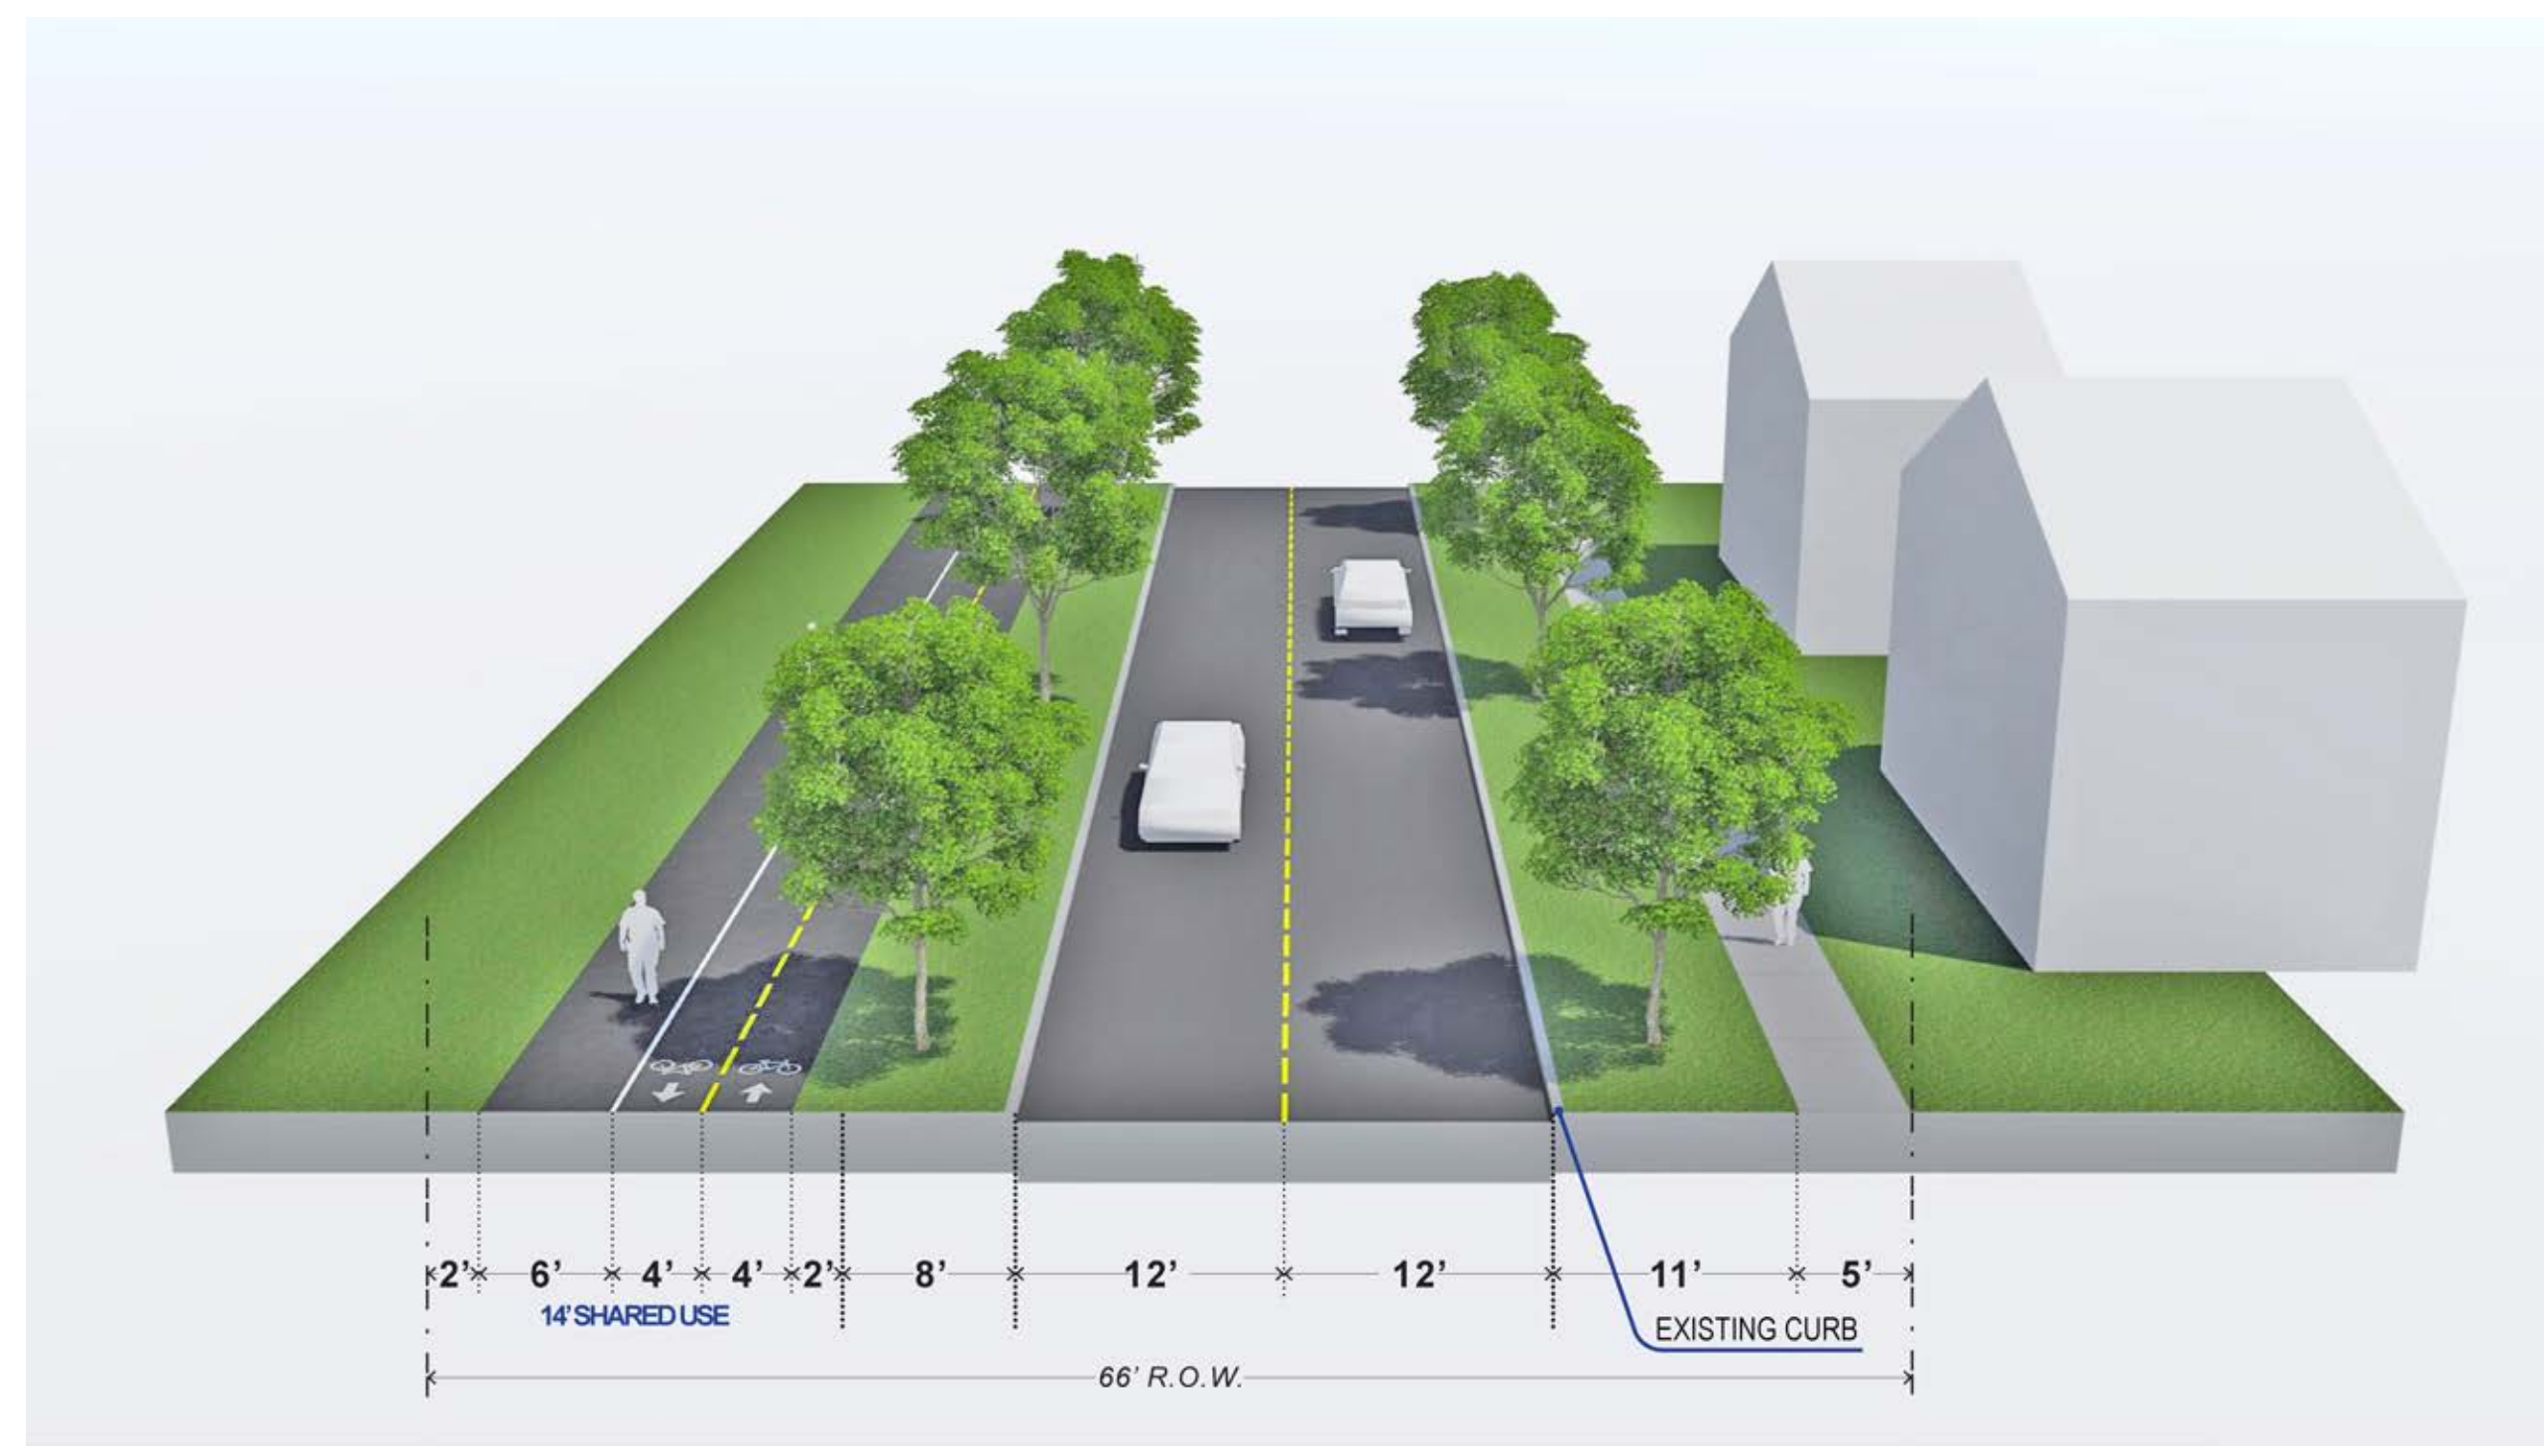 2’ 6’ 4’ 4’ 2’ 8’ 12’ 12’ 11’ 5’
14’ SHARED USE
EXISTING CURB
66’ R.O.W.